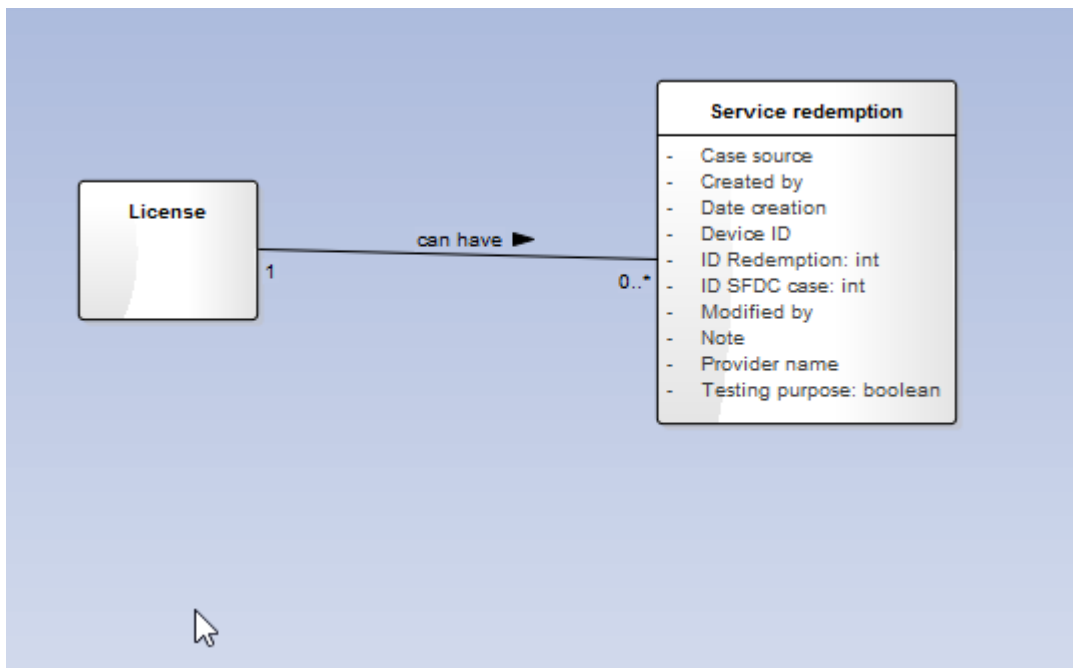 License
can have
1
0..*
Service redemption
- Case source
- Created by
- Date creation
- Device ID
- ID Redemption: int
- ID SFDC case: int
- Modified by
- Note
- Provider name
- Testing purpose: boolean